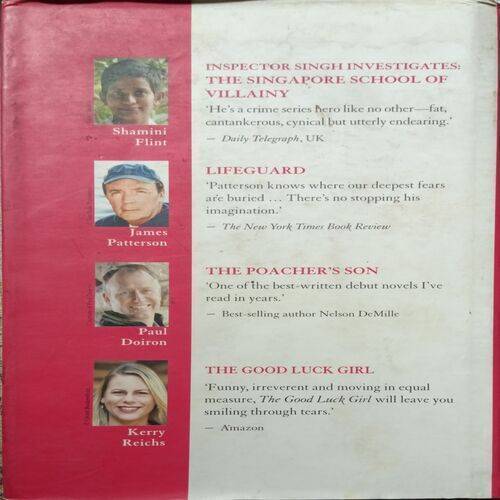 INSPECTOR SINGH INVESTIGATES:
THE SINGAPORE SCHOOL OF
VILLAINY
'He's a crime series hero like no other—fat,
cantankerous, cynical but utterly endearing.'
— Daily Telegraph, UK
Shamini
Flint
LIFEGUARD
'Patterson knows where our deepest fears
are buried ... There's no stopping his
imagination.'
— The New York Times Book Review
James
Patterson
THE POACHER'S SON
'One of the best-written debut novels I've
read in years.'
— Best-selling author Nelson DeMille
Paul
Doiron
THE GOOD LUCK GIRL
'Funny, irreverent and moving in equal
measure, The Good Luck Girl will leave you
smiling through tears.'
— Amazon
Kerry
Reichs